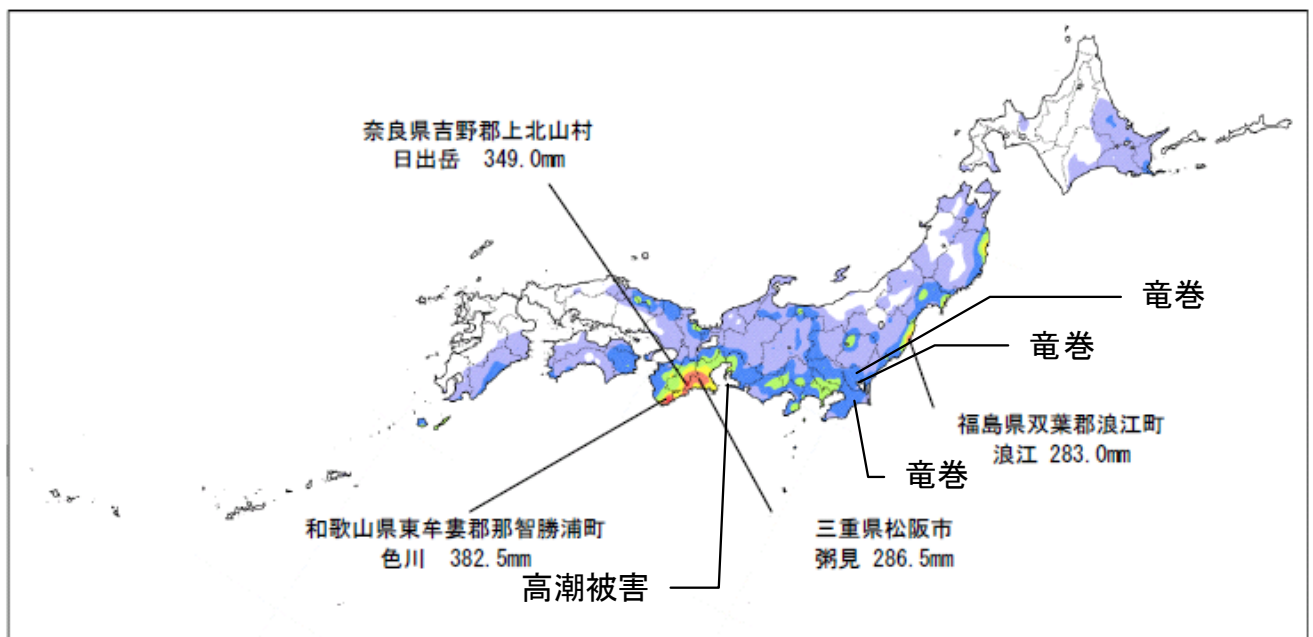 奈良県吉野郡上北山村
日出岳 349.0mm
竜巻
竜巻
福島県双葉郡浪江町
浪江 283.0mm
竜巻
和歌山県東牟婁郡那智勝浦町
色川 382.5mm
三重県松阪市
粥見 286.5mm
高潮被害